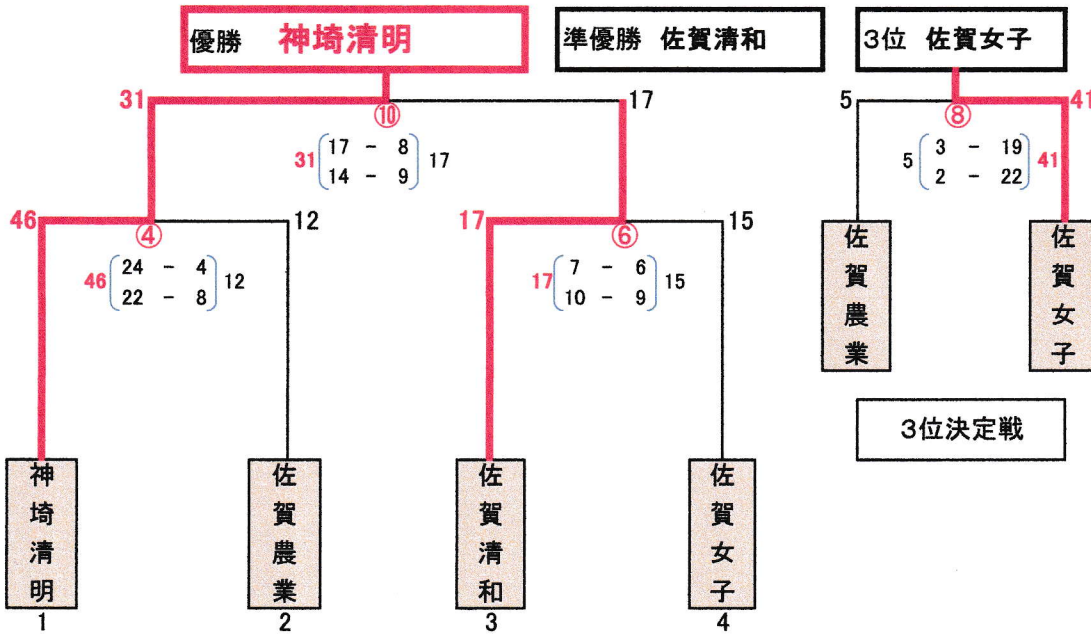 優勝 神埼清明
準優勝 佐賀清和
3位 佐賀女子
31
⑩
17
5
⑧
41
31 17 - 8 17
14 - 9
5 3 - 19 41
2 - 22
46
④
12
17
⑥
15
46 24 - 4 12
22 - 8
17 7 - 6 15
10 - 9
佐賀農業
佐賀女子
3位決定戦
神埼清明
佐賀農業
佐賀清和
佐賀女子
1
2
3
4